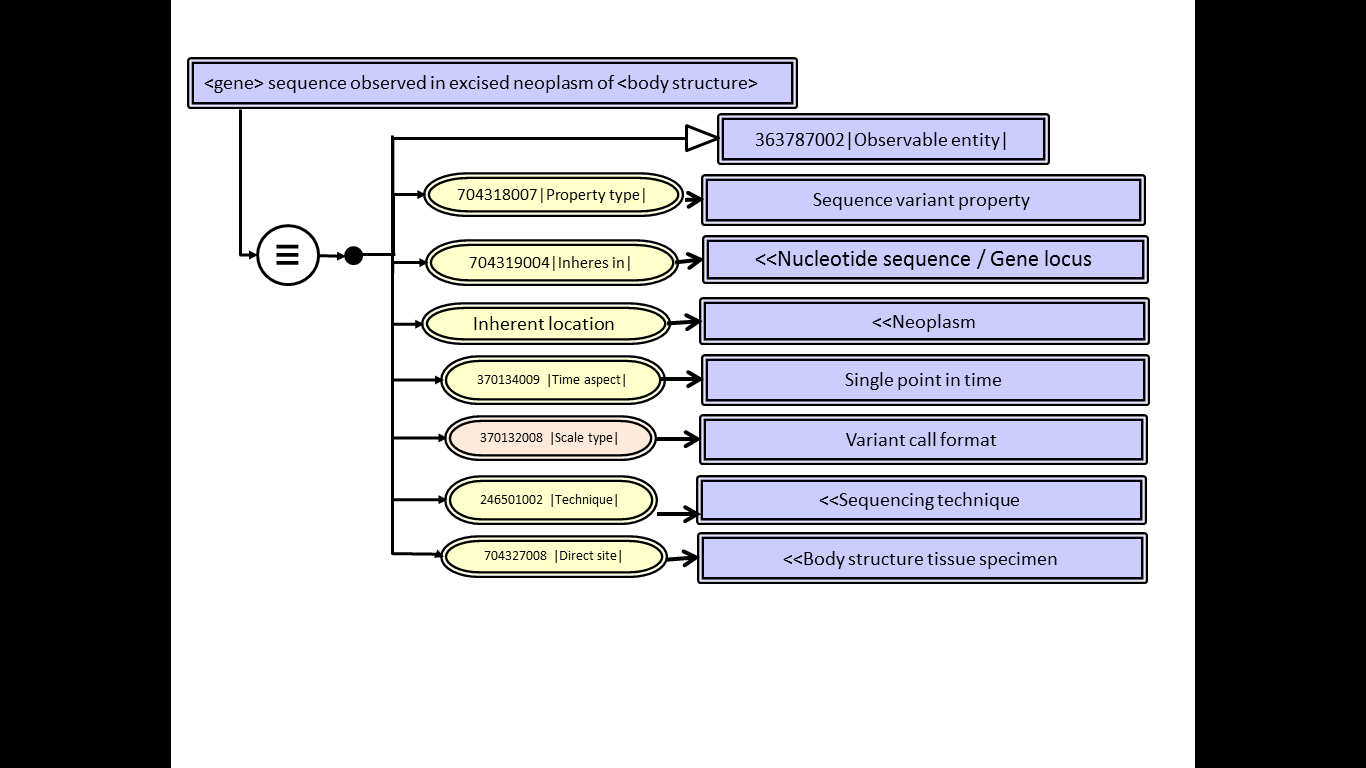 <gene> sequence observed in excised neoplasm of <body structure>
363787002|Observable entity|
704318007|Property type|
Sequence variant property
704319004|Inheres in|
<<Nucleotide sequence / Gene locus
Inherent location
<<Neoplasm
370134009 |Time aspect|
Single point in time
370132008 |Scale type|
Variant call format
246501002 |Technique|
<<Sequencing technique
704327008 |Direct site|
<<Body structure tissue specimen